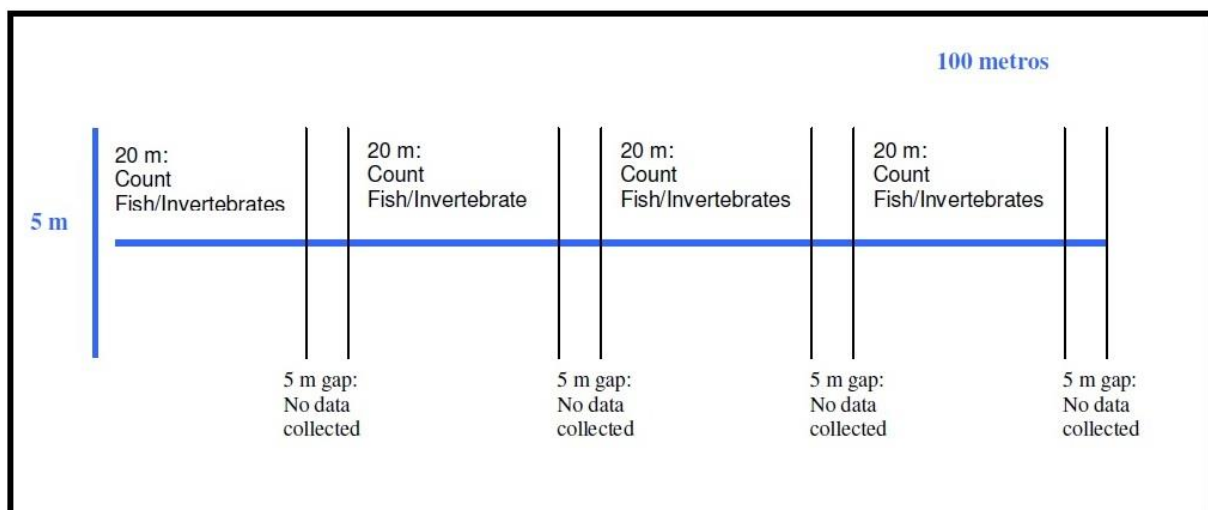 100 metros
20 m:
Count
Fish/Invertebrates
20 m:
Count
Fish/Invertebrate
20 m:
Count
Fish/Invertebrates
20 m:
Count
Fish/Invertebrates
5 m
5 m gap:
No data
collected
5 m gap:
No data
collected
5 m gap:
No data
collected
5 m gap:
No data
collected